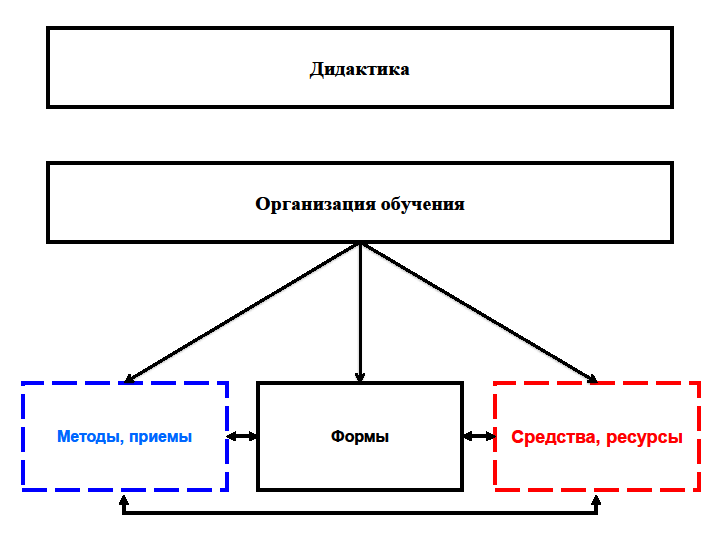 Дидактика
Организация обучения
Методы, приемы
Формы
Средства, ресурсы